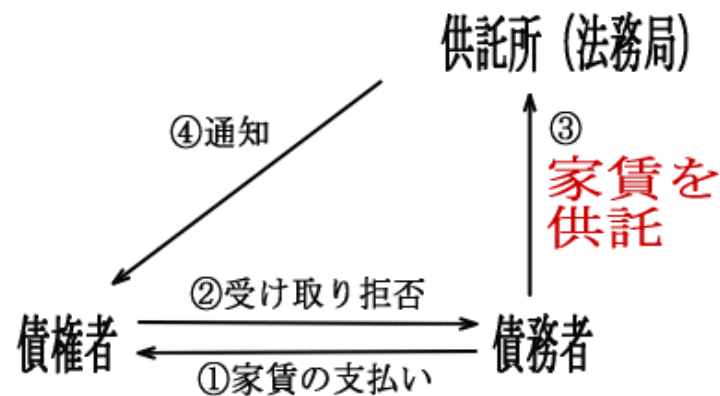 供託所（法務局）
④通知
③
家賃を
供託
②受け取り拒否
債権者
債務者
①家賃の支払い